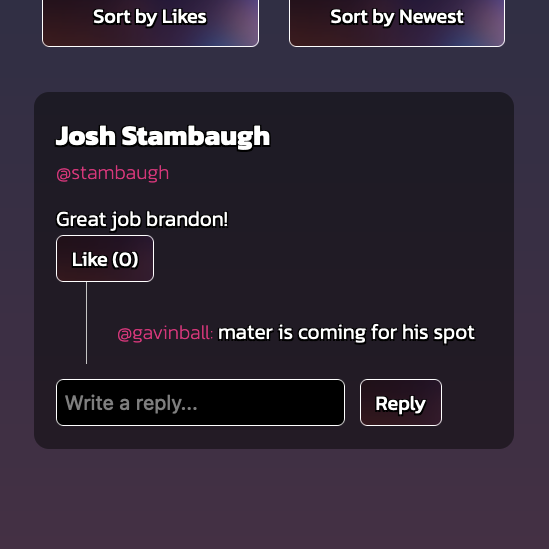 Sort by Likes Sort by Newest
Josh Stambaugh
@stambaugh
Great job brandon!
Like (0)
@gavinball: mater is coming for his spot
Write a reply... Reply